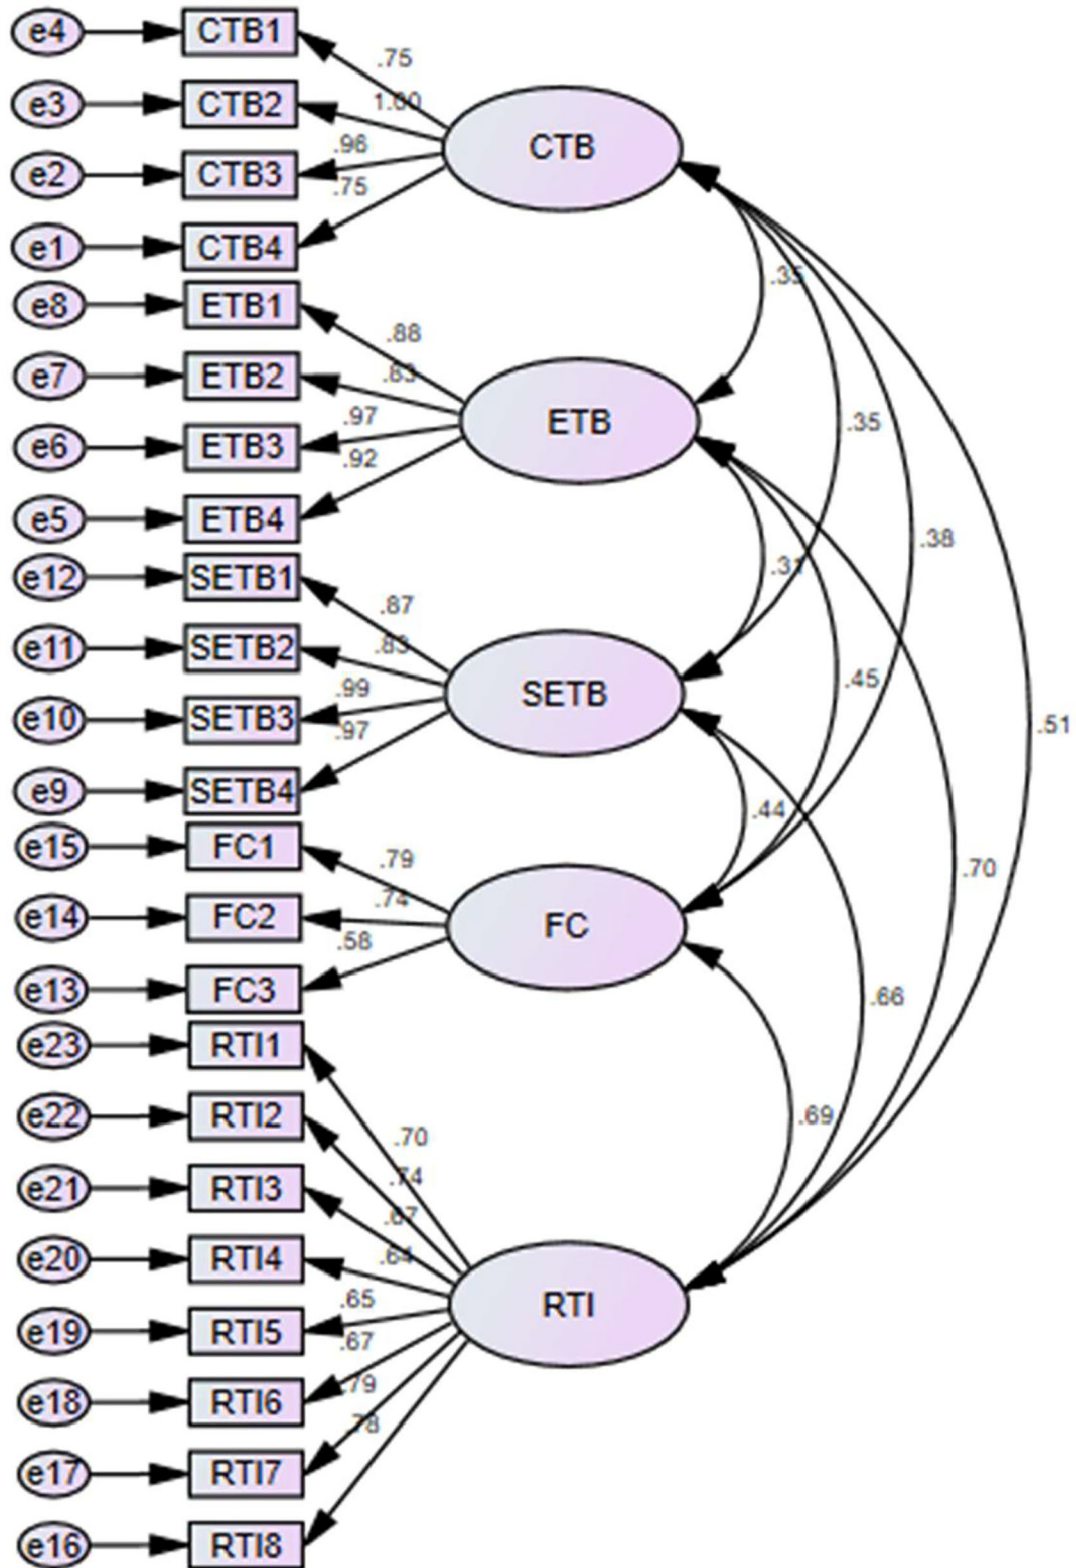 e4 CTB1
.75
e3 CTB2
1.00
CTB
.96
e2 CTB3
.75
e1 CTB4
.35
e8 ETB1
.88
e7 ETB2
.83
.97
ETB
.35
e6 ETB3
.92
e5 ETB4
.38
.31
e12 SETB1
.87
e11 SETB2
.83
.45
.99
SETB
e10 SETB3
.97
.51
e9 SETB4
.44
e15 FC1
.79
.70
.74
e14 FC2
FC
.58
e13 FC3
.66
e23 RTI1
.69
e22 RTI2
.70
.74
e21 RTI3
.67
.64
e20 RTI4
.65
RTI
e19 RTI5
.67
.79
e18 RTI6
.78
e17 RTI7
e16 RTI8